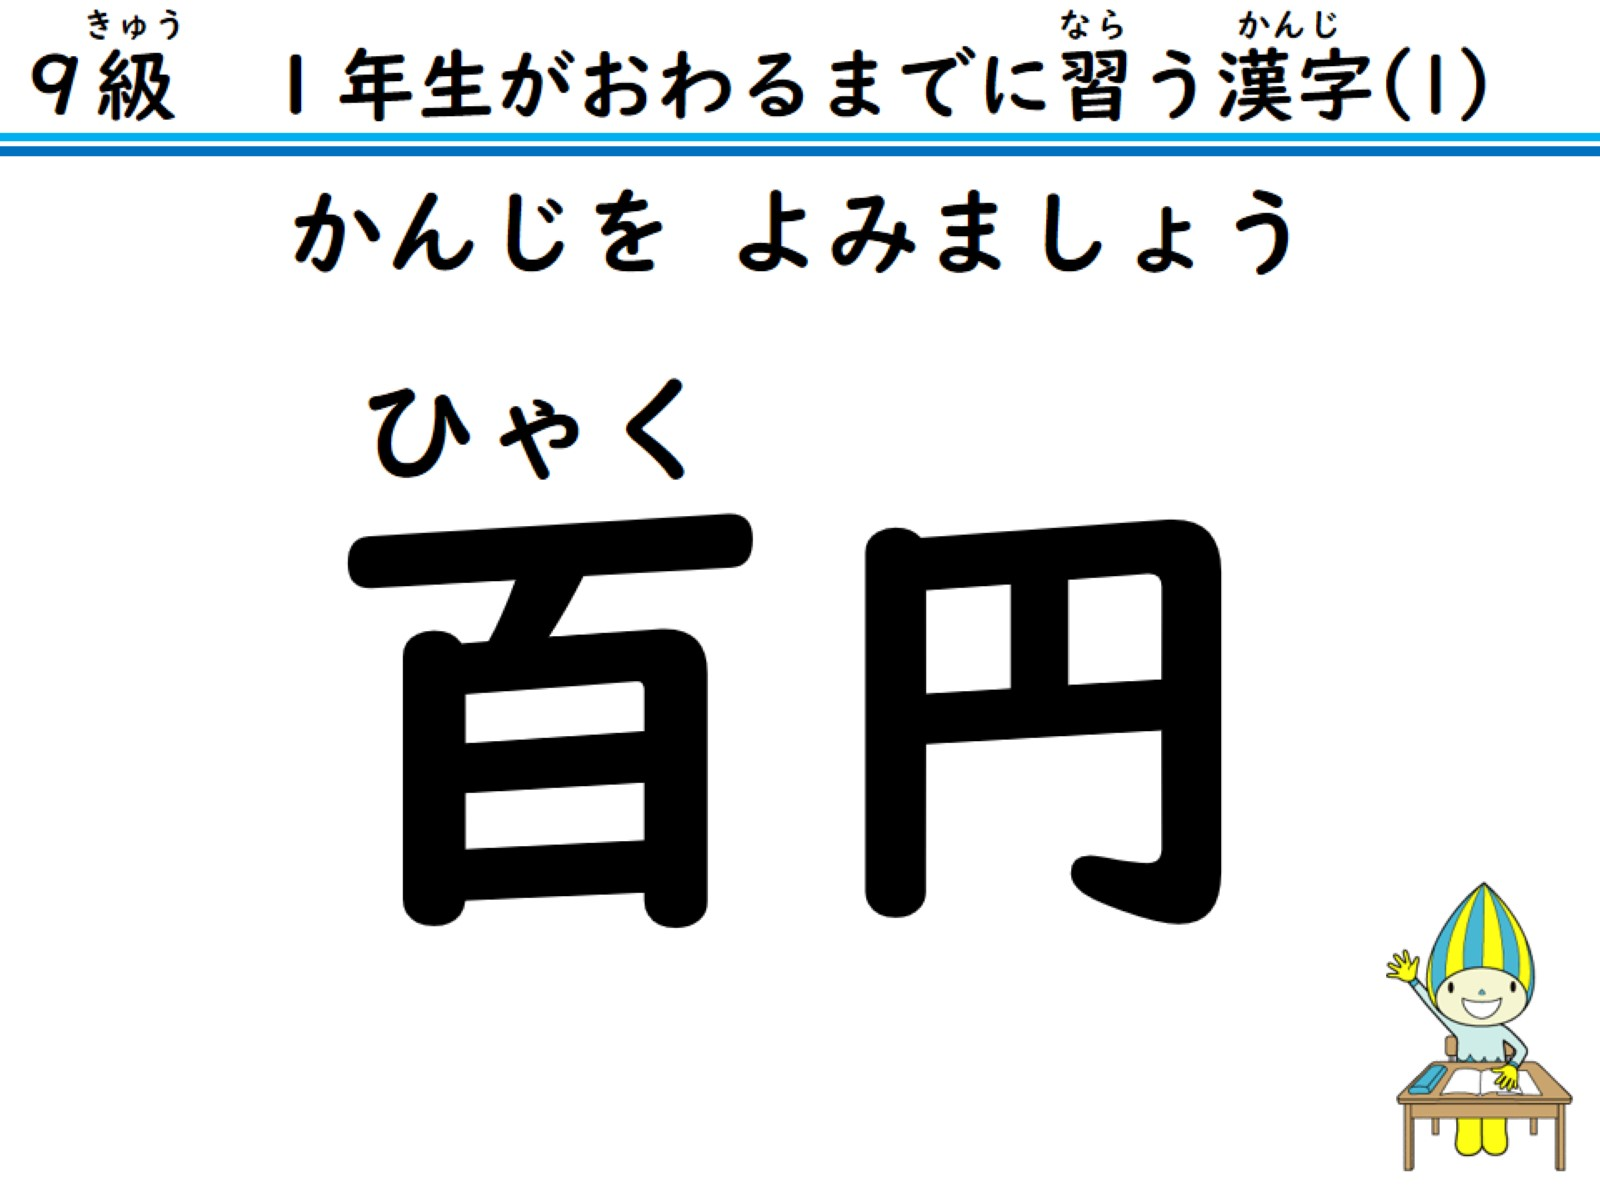 きゅう なら かんじ
9級 1年生がおわるまでに習う漢字(1)
かんじを よみましょう
ひゃく
百円